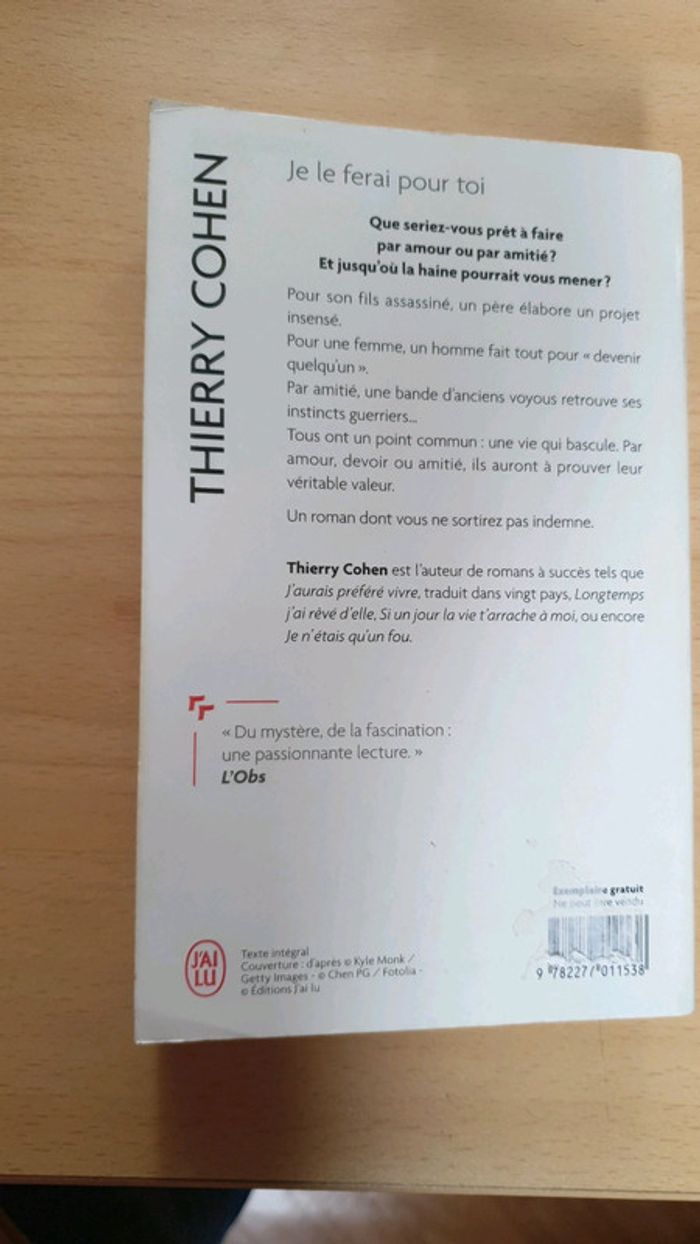 THIERRY COHEN
Je le ferai pour toi
Que seriez-vous prêt à faire
par amour ou par amitié ?
Et jusqu'où la haine pourrait vous mener ?
Pour son fils assassiné, un père élabore un projet
insensé.
Pour une femme, un homme fait tout pour « devenir
quelqu'un ».
Par amitié, une bande d'anciens voyous retrouve ses
instincts guerriers...
Tous ont un point commun : une vie qui bascule. Par
amour, devoir ou amitié, ils auront à prouver leur
véritable valeur.
Un roman dont vous ne sortirez pas indemne.
Thierry Cohen est l'auteur de romans à succès tels que
J'aurais préféré vivre, traduit dans vingt pays, Longtemps
j'ai rêvé d'elle, Si un jour la vie t'arrache à moi, ou encore
Je n'étais qu'un fou.
« Du mystère, de la fascination :
une passionnante lecture. »
L'Obs
Exemplaire gratuit
Ne peut être vendu
J'AI
LU
Texte intégral
Couverture : d'après © Kyle Monk /
Getty Images - © Chen PG / Fotolia -
© Éditions J'ai lu